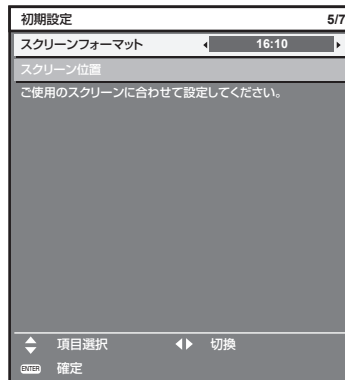 初期設定 5/7
スクリーンフォーマット 16:10
スクリーン位置
ご使用のスクリーンに合わせて設定してください。
項目選択 切換
ENTER 確定